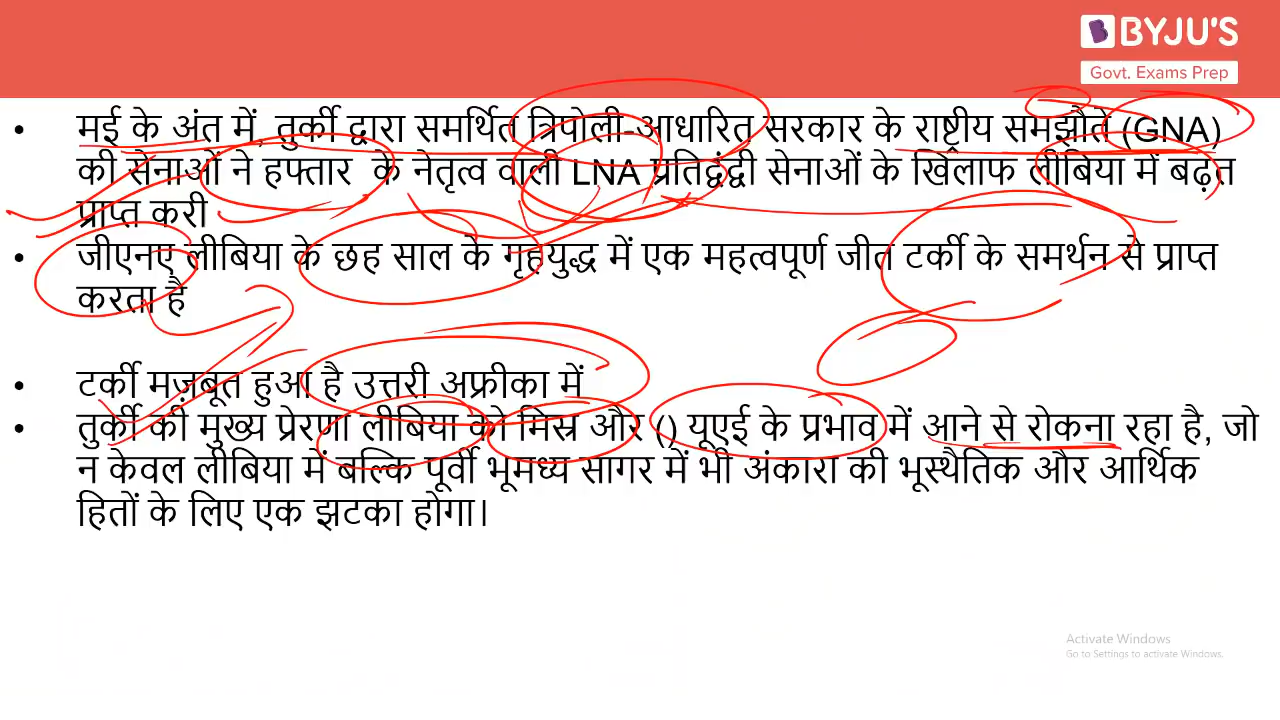 BYJU'S
Govt. Exams Prep
• मई के अंत में, तुर्की द्वारा समर्थित त्रिपोली-आधारित सरकार के राष्ट्रीय समझौते (GNA)
की सेनाओं ने हफ्तार के नेतृत्व वाली LNA प्रतिद्वंद्वी सेनाओं के खिलाफ लीबिया में बढ़त
प्राप्त करी
• जीएनए लीबिया के छह साल के गृहयुद्ध में एक महत्वपूर्ण जीत टर्की के समर्थन से प्राप्त
करता है
• टर्की मज़बूत हुआ है उत्तरी अफ्रीका में
• तुर्की की मुख्य प्रेरणा लीबिया को मिस्र और () यूएई के प्रभाव में आने से रोकना रहा है, जो
न केवल लीबिया में बल्कि पूर्वी भूमध्य सागर में भी अंकारा की भूस्थैतिक और आर्थिक
हितों के लिए एक झटका होगा।
Activate Windows
Go to Settings to activate Windows.